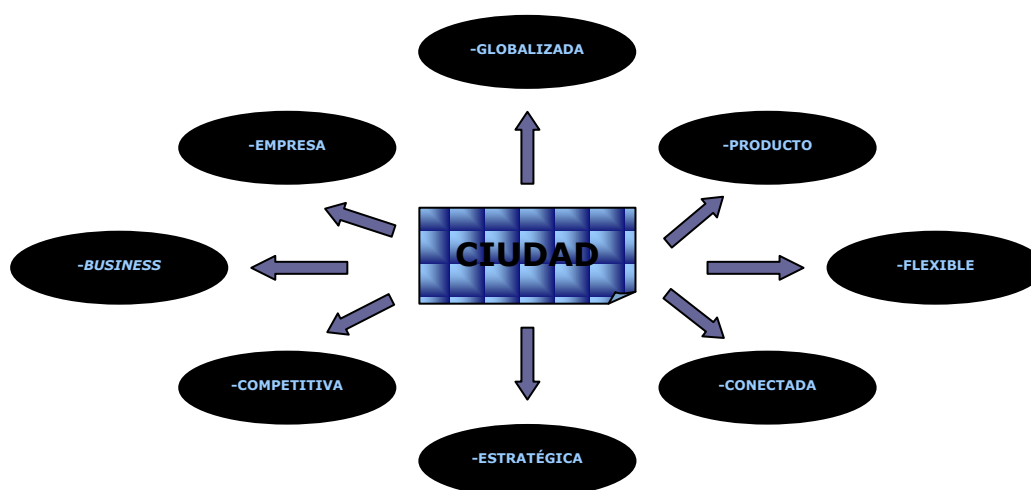 -GLOBALIZADA
-EMPRESA
-PRODUCTO
CIUDAD
-BUSINESS
-FLEXIBLE
-COMPETITIVA
-CONECTADA
-ESTRATÉGICA